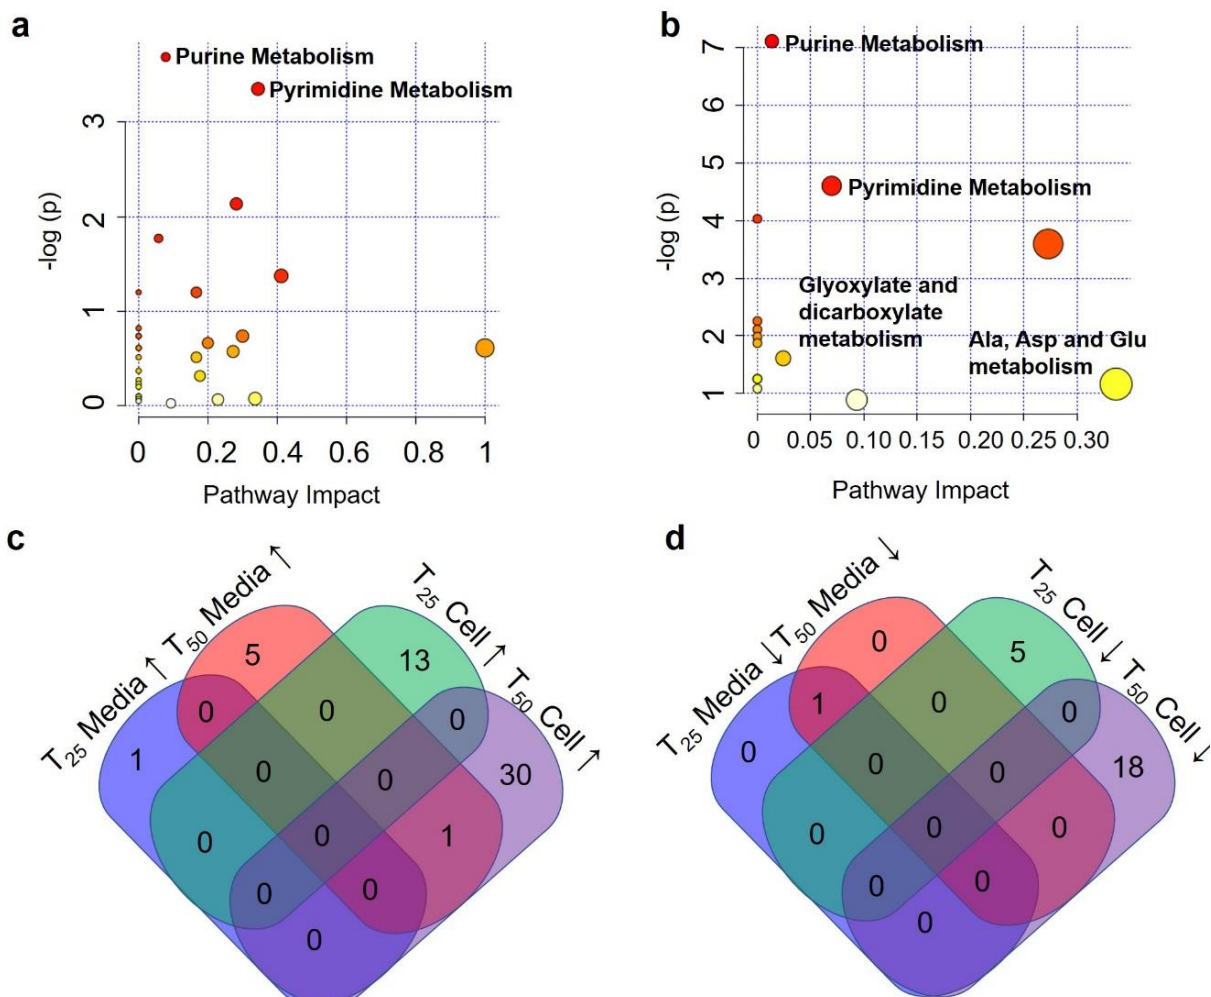 a
Purine Metabolism
Pyrimidine Metabolism
3
2
1
0
-log (p)
0 0.2 0.4 0.6 0.8 1
Pathway Impact
b
7
6
5
4
3
2
1
-log (p)
Purine Metabolism
Pyrimidine Metabolism
Glyoxylate and
dicarboxylate
metabolism
Ala, Asp and Glu
metabolism
0 0.05 0.10 0.15 0.20 0.25 0.30
Pathway Impact
c
T25 Media ↑
T50 Media ↑
T25 Cell ↑
T50 Cell ↑
5 13
1 0 0 0 30
0 0
0 0 1
0 0
0
d
T25 Media ↓
T50 Media ↓
T25 Cell ↓
T50 Cell ↓
0 5
0 1 0 0 18
0 0
0 0 0
0 0
0